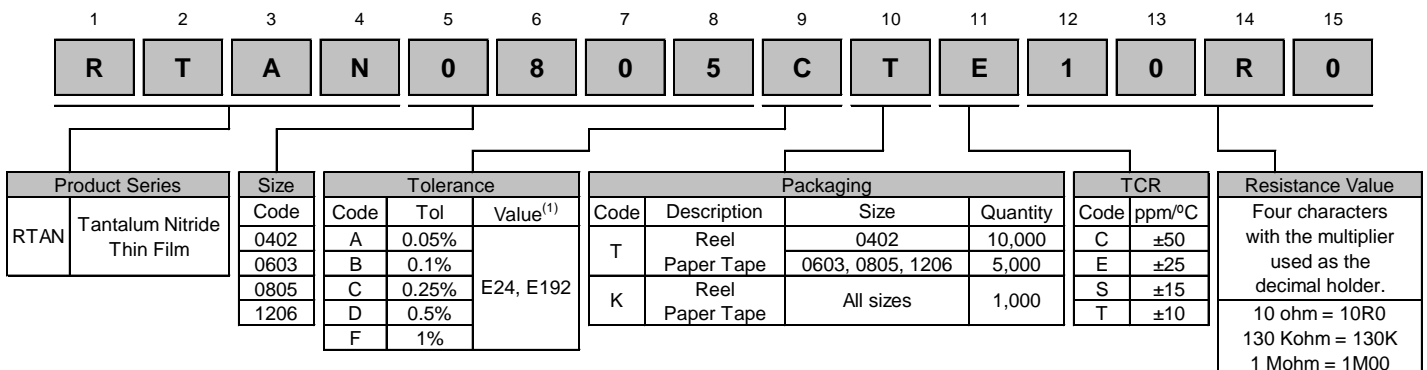 1 2 3 4 5 6 7 8 9 10 11 12 13 14 15
R T A N 0 8 0 5 C T E 1 0 R 0
Product Series
RTAN Tantalum Nitride
Thin Film
Size
Code
0402
0603
0805
1206
Tolerance
Code Tol Value(1)
A 0.05%
B 0.1%
C 0.25%
D 0.5%
F 1%
E24, E192
Packaging
Code Description Size Quantity
T Reel
Paper Tape
0402 10,000
0603, 0805, 1206 5,000
K Reel
Paper Tape
All sizes 1,000
TCR
Code ppm/ºC
C ±50
E ±25
S ±15
T ±10
Resistance Value
Four characters
with the multiplier
used as the
decimal holder.
10 ohm = 10R0
130 Kohm = 130K
1 Mohm = 1M00